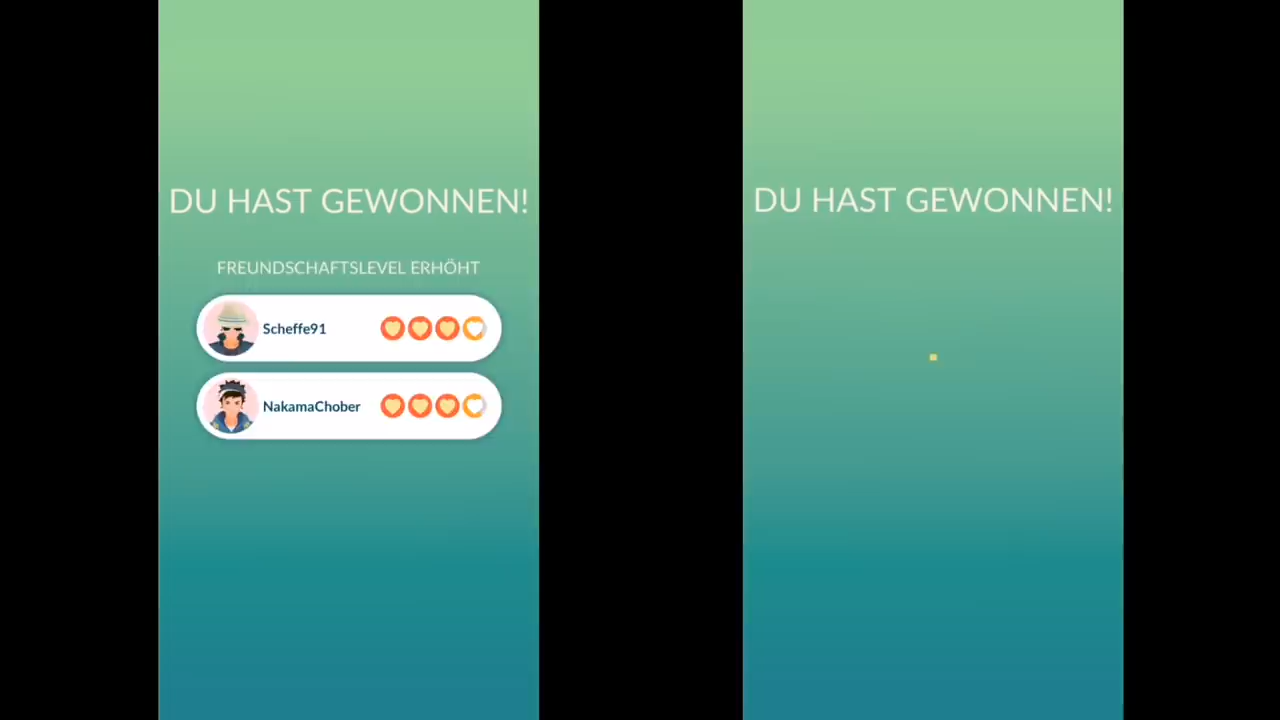 DU HAST GEWONNEN!
FREUNDSCHAFTSLEVEL ERHÖHT
Scheffe91
NakamaChober
DU HAST GEWONNEN!